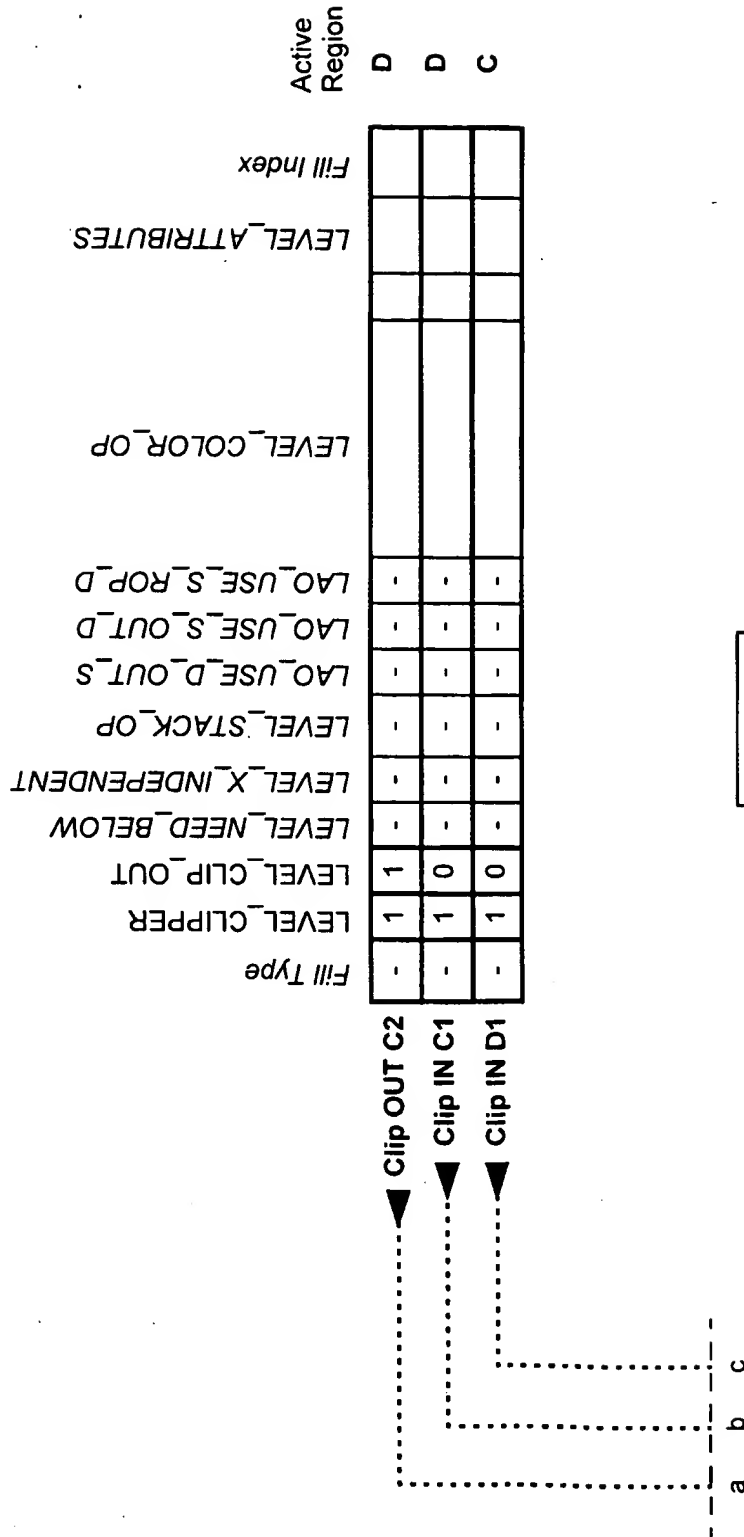 Fill Type
LEVEL_CLIPPER
LEVEL_CLIP_OUT
LEVEL_NEED_BELOW
LEVEL_X_INDEPENDENT
LEVEL_STACK_OP
LAO_USE_D_OUT_S
LAO_USE_S_OUT_D
LAO_USE_S_ROP_D
LEVEL_COLOR_OP
LEVEL_ATTRIBUTES
Fill Index
Active
Region
Clip OUT C2 - 1 1 - - - - - - D
Clip IN C1 - 1 0 - - - - - - D
Clip IN D1 - 1 0 - - - - - - C
a b c